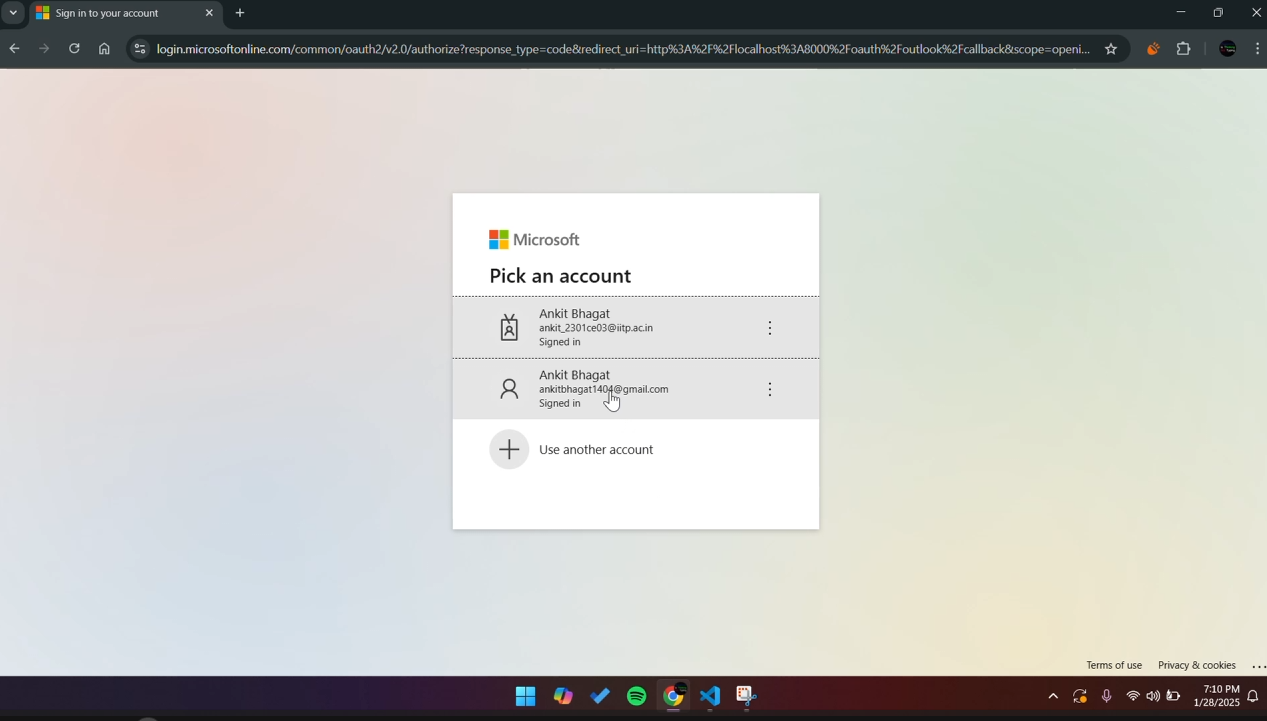 Sign in to your account
login.microsoftonline.com/common/oauth2/v2.0/authorize?response_type=code&redirect_uri=http%3A%2F%2Flocalhost%3A8000%2Foauth%2Foutlook%2Fcallback&scope=openi...
Microsoft
Pick an account
Ankit Bhagat
ankit_2301ce03@iitp.ac.in
Signed in
Ankit Bhagat
ankitbhagat1404@gmail.com
Signed in
Use another account
Terms of use Privacy & cookies ...
7:10 PM
1/28/2025